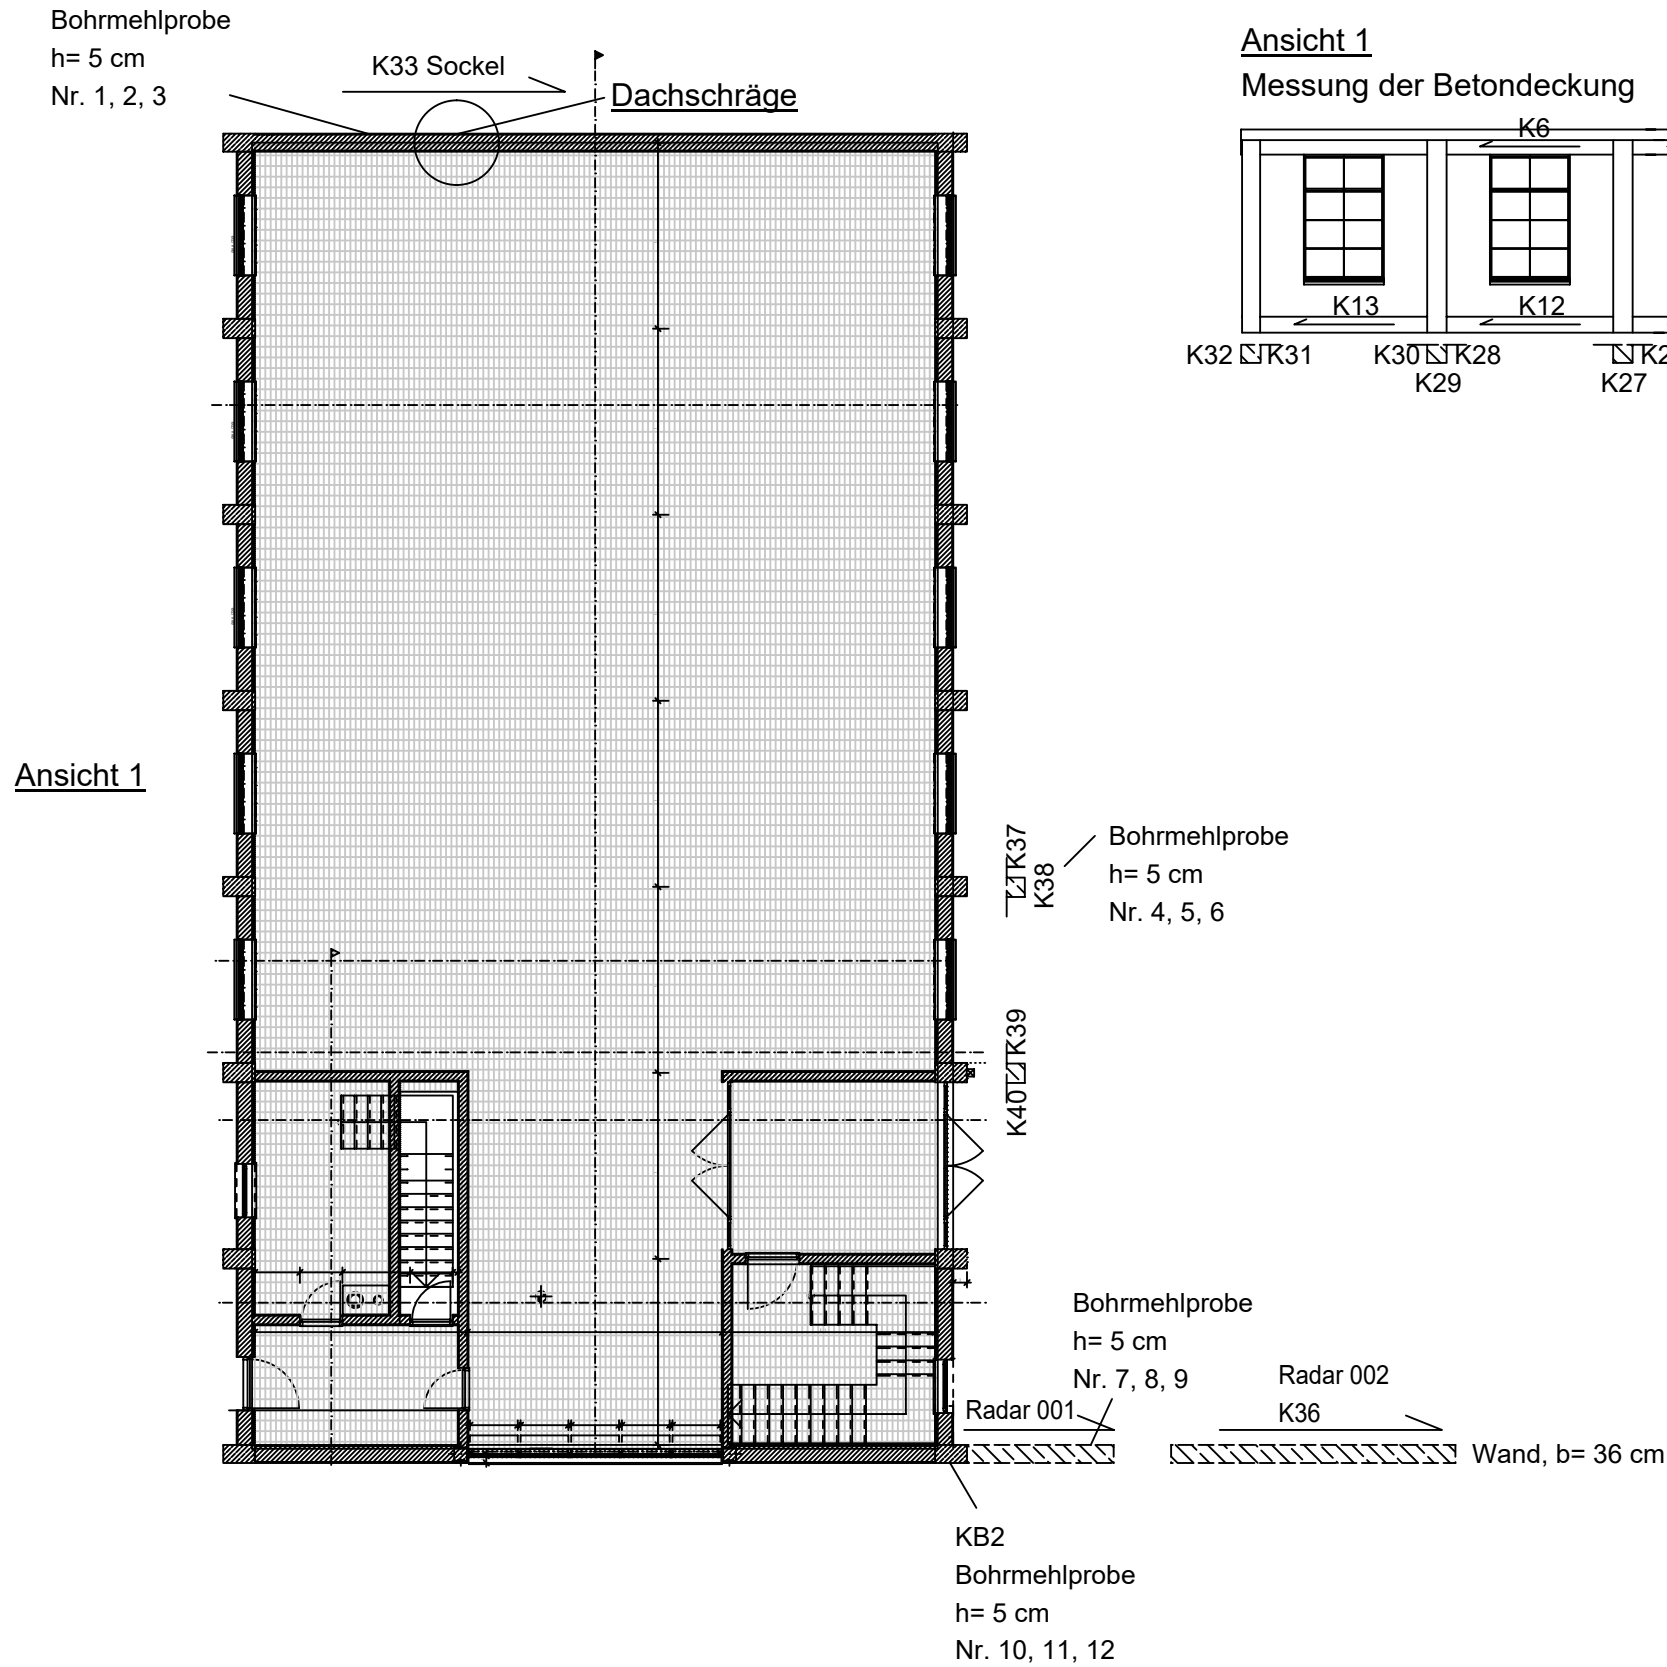 Bohrmehlprobe
h= 5 cm
Nr. 1, 2, 3
K33 Sockel
Dachschräge
Ansicht 1
Messung der Betondeckung
K6
K13
K12
K32
K31
K30
K28
K29
K27
Ansicht 1
K37
K38
Bohrmehlprobe
h= 5 cm
Nr. 4, 5, 6
K39
K40
Bohrmehlprobe
h= 5 cm
Nr. 7, 8, 9
Radar 001
Radar 002
K36
Wand, b= 36 cm
KB2
Bohrmehlprobe
h= 5 cm
Nr. 10, 11, 12